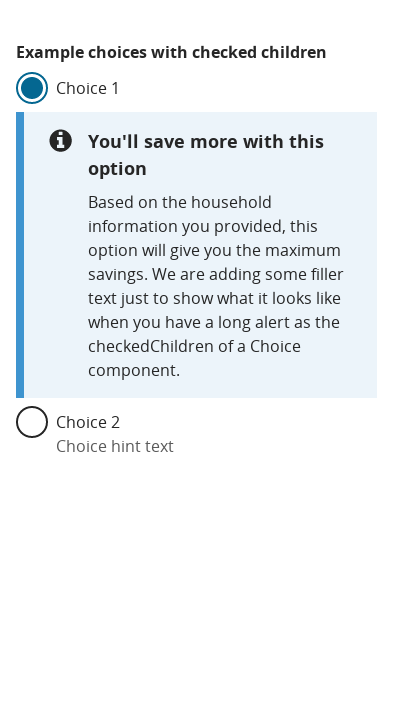 Example choices with checked children
Choice 1
You'll save more with this
option
Based on the household
information you provided, this
option will give you the maximum
savings. We are adding some filler
text just to show what it looks like
when you have a long alert as the
checkedChildren of a Choice
component.
Choice 2
Choice hint text